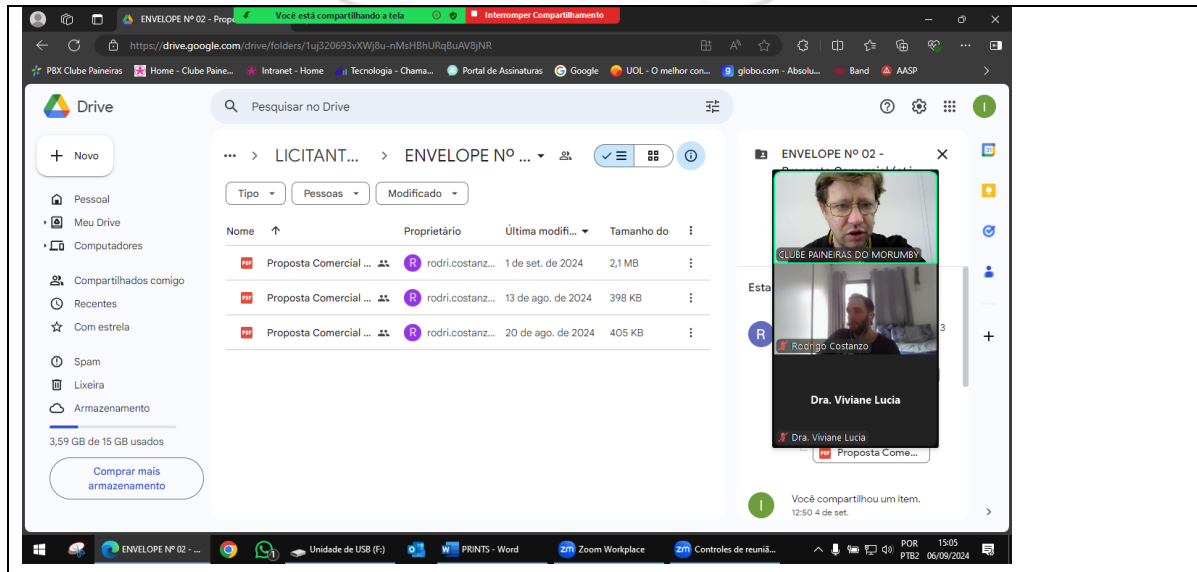 ENVELOPE Nº 02 - Prop
Você está compartilhando a tela
Interromper Compartilhamento
https://drive.google.com/drive/folders/1uj320693vXWj8u-nMsHBhURqBuAV8jNR
PBX Clube Paineiras
Home - Clube Paine...
Intranet - Home
Tecnologia - Chama...
Portal de Assinaturas
Google
UOL - O melhor con...
globo.com - Absolu...
Band
AASP
Drive
Pesquisar no Drive
I
Novo
Pessoal
Meu Drive
Computadores
Compartilhados comigo
Recentes
Com estrela
Spam
Lixeira
Armazenamento
3,59 GB de 15 GB usados
Comprar mais
armazenamento
... > LICITANT... > ENVELOPE Nº ...
Tipo
Pessoas
Modificado
Nome Proprietário Última modifi... Tamanho do
Proposta Comercial ... R rodri.costanz... 1 de set. de 2024 2,1 MB
Proposta Comercial ... R rodri.costanz... 13 de ago. de 2024 398 KB
Proposta Comercial ... R rodri.costanz... 20 de ago. de 2024 405 KB
ENVELOPE Nº 02 -
Proposta Comercial (até
CLUBE PAINEIRAS DO MORUMBY
Esta
R
3
Rodrigo Costanzo
Dra. Viviane Lucia
Dra. Viviane Lucia
Proposta Come...
I
Você compartilhou um item.
12:50 4 de set.
31
ENVELOPE Nº 02 - ...
Unidade de USB (F:)
PRINTS - Word
Zoom Workplace
Controles de reuniã...
POR
PTB2
15:05
06/09/2024